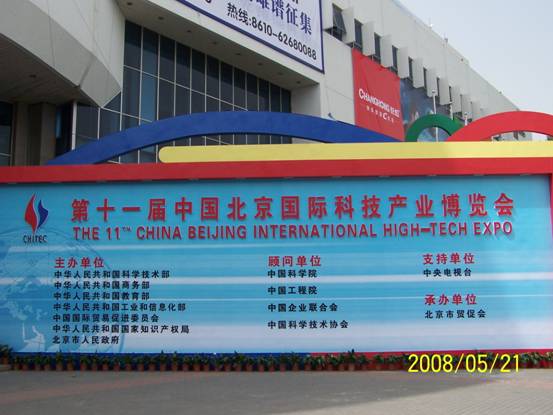 雄谱征集
热线:8610-62680088
CHANGHONG
第十一届中国北京国际科技产业博览会
THE 11TH CHINA BEIJING INTERNATIONAL HIGH-TECH EXPO
CHITEC
主办单位
中华人民共和国科学技术部
中华人民共和国商务部
中华人民共和国教育部
中华人民共和国工业和信息化部
中国国际贸易促进委员会
中华人民共和国国家知识产权局
北京市人民政府
顾问单位
中国科学院
中国工程院
中国企业联合会
中国科学技术协会
支持单位
中央电视台
承办单位
北京市贸促会
2008/05/21